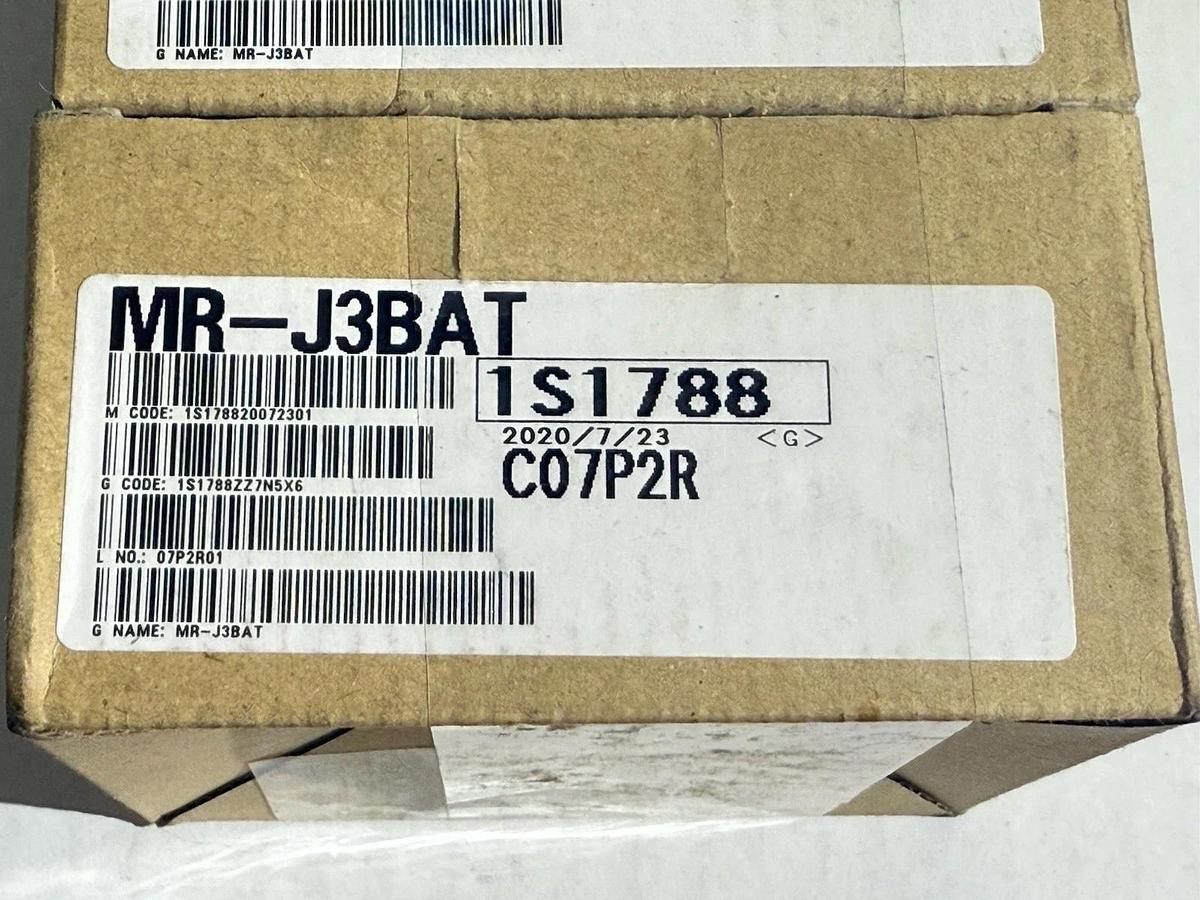 G NAME: MR-J3BAT
MR-J3BAT
1S1788
M CODE: 1S178820072301
2020/7/23 <G>
C07P2R
G CODE: 1S1788ZZ7N5X6
L NO.: 07P2R01
G NAME: MR-J3BAT